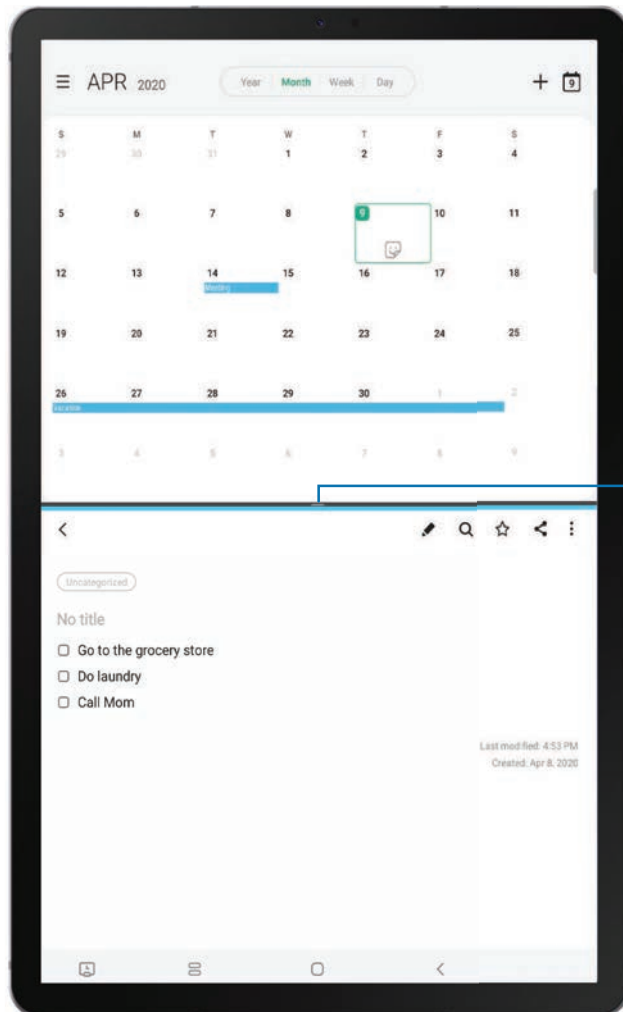 APR 2020 Year Month Week Day 9
S M T W T F S
29 30 31 1 2 3 4
5 6 7 8 9 10 11
12 13 14 15 16 17 18
Meeting
19 20 21 22 23 24 25
26 27 28 29 30 1 2
Vacation
3 4 5 6 7 8 9
Uncategorized
No title
Go to the grocery store
Do laundry
Call Mom
Last modified: 4:53 PM
Created: Apr 8, 2020